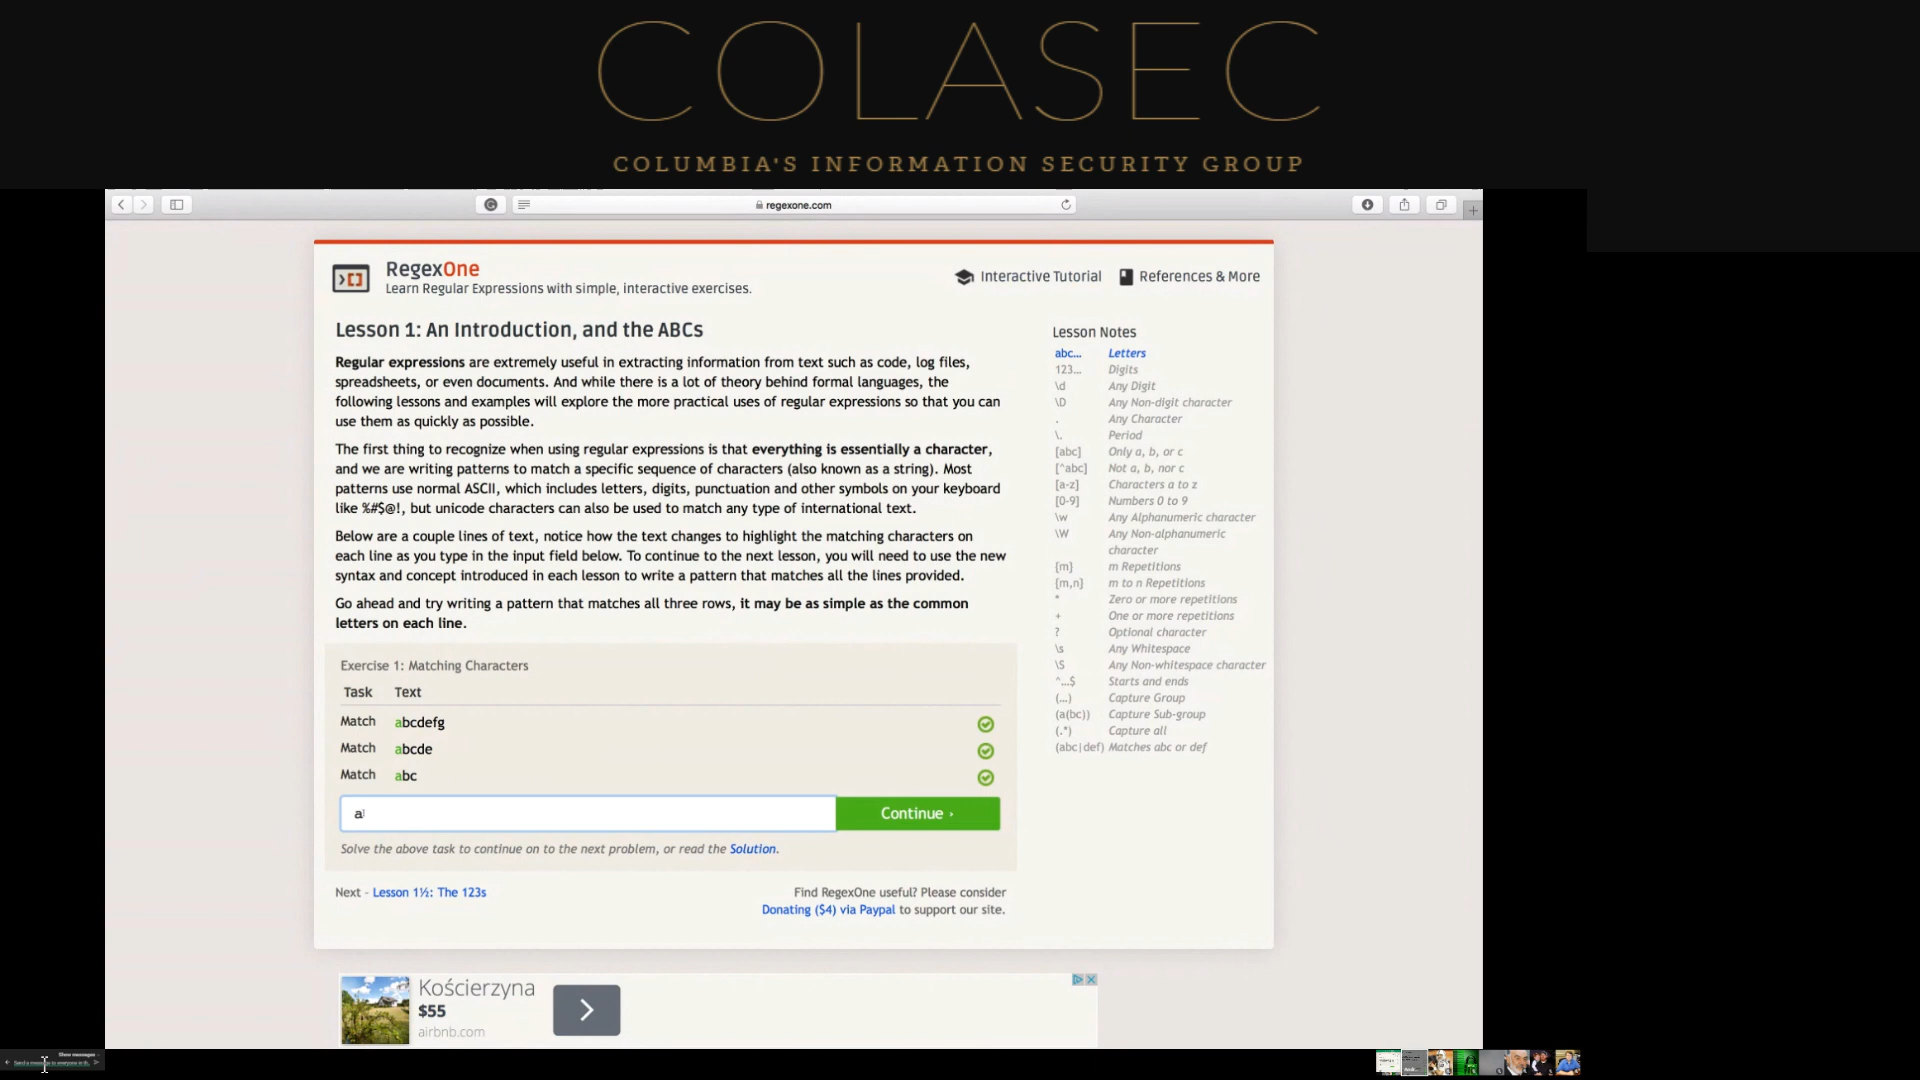 COLASEC
COLUMBIA'S INFORMATION SECURITY GROUP
regexone.com
RegexOne
Learn Regular Expressions with simple, interactive exercises.
Interactive Tutorial
References & More
Lesson 1: An Introduction, and the ABCs
Regular expressions are extremely useful in extracting information from text such as code, log files,
spreadsheets, or even documents. And while there is a lot of theory behind formal languages, the
following lessons and examples will explore the more practical uses of regular expressions so that you can
use them as quickly as possible.
The first thing to recognize when using regular expressions is that everything is essentially a character,
and we are writing patterns to match a specific sequence of characters (also known as a string). Most
patterns use normal ASCII, which includes letters, digits, punctuation and other symbols on your keyboard
like %#$@!, but unicode characters can also be used to match any type of international text.
Below are a couple lines of text, notice how the text changes to highlight the matching characters on
each line as you type in the input field below. To continue to the next lesson, you will need to use the new
syntax and concept introduced in each lesson to write a pattern that matches all the lines provided.
Go ahead and try writing a pattern that matches all three rows, it may be as simple as the common
letters on each line.
Exercise 1: Matching Characters
Task Text
Match abcdefg
Match abcde
Match abc
a
Continue ›
Solve the above task to continue on to the next problem, or read the Solution.
Next - Lesson 1½: The 123s
Find RegexOne useful? Please consider
Donating ($4) via Paypal to support our site.
Lesson Notes
abc... Letters
123... Digits
\d Any Digit
\D Any Non-digit character
. Any Character
\. Period
[abc] Only a, b, or c
[^abc] Not a, b, nor c
[a-z] Characters a to z
[0-9] Numbers 0 to 9
\w Any Alphanumeric character
\W Any Non-alphanumeric
character
{m} m Repetitions
{m,n} m to n Repetitions
* Zero or more repetitions
+ One or more repetitions
? Optional character
\s Any Whitespace
\S Any Non-whitespace character
^...$ Starts and ends
(...) Capture Group
(a(bc)) Capture Sub-group
(.*) Capture all
(abc|def) Matches abc or def
Kościerzyna
$55
airbnb.com
Show messages